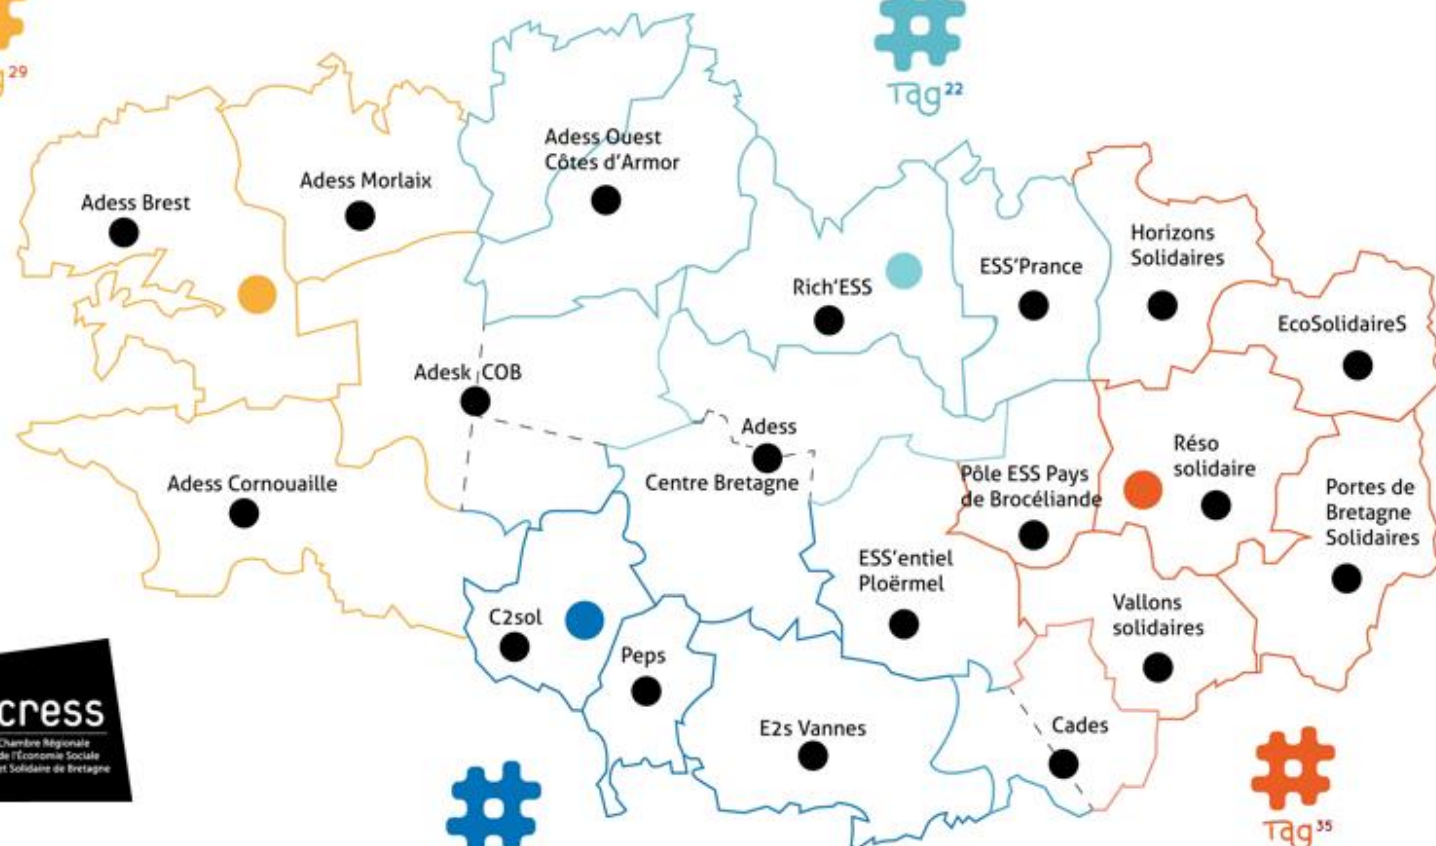 29
Tag²²
Adess Ouest
Côtes d'Armor
Adess Morlaix
Adess Brest
Horizons
Solidaires
ESS'Prance
Rich'ESS
EcoSolidaireS
Adesk COB
Adess
Centre Bretagne
Réso
solidaire
Pôle ESS Pays
de Brocéliande
Adess Cornouaille
Portes de
Bretagne
Solidaires
ESS'entiel
Ploërmel
Vallons
solidaires
C2sol
Peps
E2s Vannes
Cades
cress
Chambre Régionale
de l'Économie Sociale
et Solidaire de Bretagne
Tag³⁵